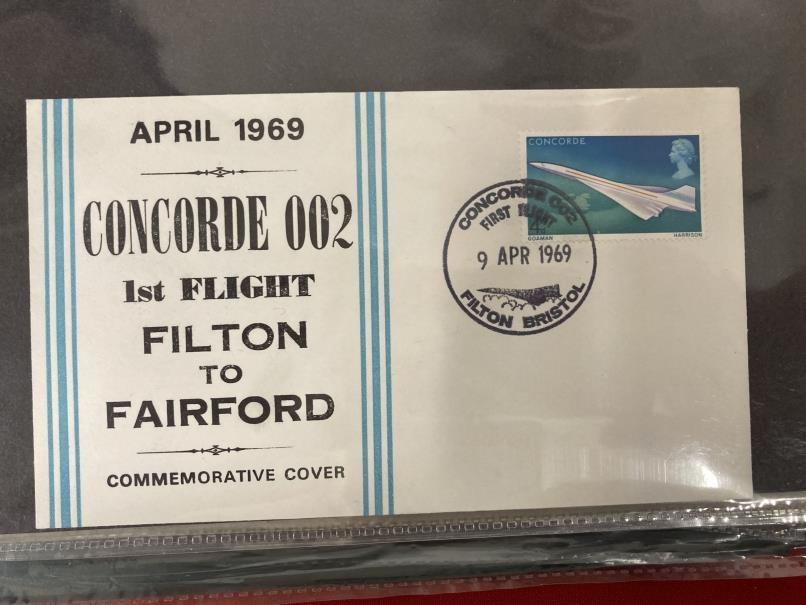 APRIL 1969
CONCORDE 002
1st FLIGHT
FILTON
TO
FAIRFORD
COMMEMORATIVE COVER
CONCORDE
GOAMAN
HARRISON
CONCORDE 002
FIRST FLIGHT
9 APR 1969
FILTON BRISTOL